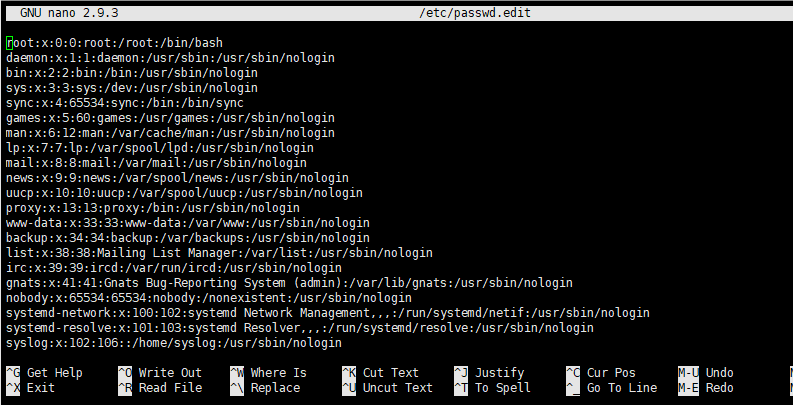 GNU nano 2.9.3 /etc/passwd.edit
root:x:0:0:root:/root:/bin/bash
daemon:x:1:1:daemon:/usr/sbin:/usr/sbin/nologin
bin:x:2:2:bin:/bin:/usr/sbin/nologin
sys:x:3:3:sys:/dev:/usr/sbin/nologin
sync:x:4:65534:sync:/bin:/bin/sync
games:x:5:60:games:/usr/games:/usr/sbin/nologin
man:x:6:12:man:/var/cache/man:/usr/sbin/nologin
lp:x:7:7:lp:/var/spool/lpd:/usr/sbin/nologin
mail:x:8:8:mail:/var/mail:/usr/sbin/nologin
news:x:9:9:news:/var/spool/news:/usr/sbin/nologin
uucp:x:10:10:uucp:/var/spool/uucp:/usr/sbin/nologin
proxy:x:13:13:proxy:/bin:/usr/sbin/nologin
www-data:x:33:33:www-data:/var/www:/usr/sbin/nologin
backup:x:34:34:backup:/var/backups:/usr/sbin/nologin
list:x:38:38:Mailing List Manager:/var/list:/usr/sbin/nologin
irc:x:39:39:ircd:/var/run/ircd:/usr/sbin/nologin
gnats:x:41:41:Gnats Bug-Reporting System (admin):/var/lib/gnats:/usr/sbin/nologin
nobody:x:65534:65534:nobody:/nonexistent:/usr/sbin/nologin
systemd-network:x:100:102:systemd Network Management,,,:/run/systemd/netif:/usr/sbin/nologin
systemd-resolve:x:101:103:systemd Resolver,,,:/run/systemd/resolve:/usr/sbin/nologin
syslog:x:102:106::/home/syslog:/usr/sbin/nologin
^G Get Help ^O Write Out ^W Where Is ^K Cut Text ^J Justify ^C Cur Pos M-U Undo
^X Exit ^R Read File ^\ Replace ^U Uncut Text ^T To Spell ^_ Go To Line M-E Redo